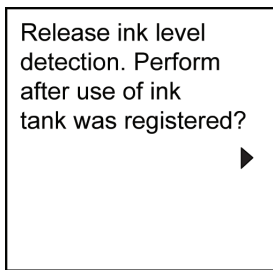 Release ink level
detection. Perform
after use of ink
tank was registered?